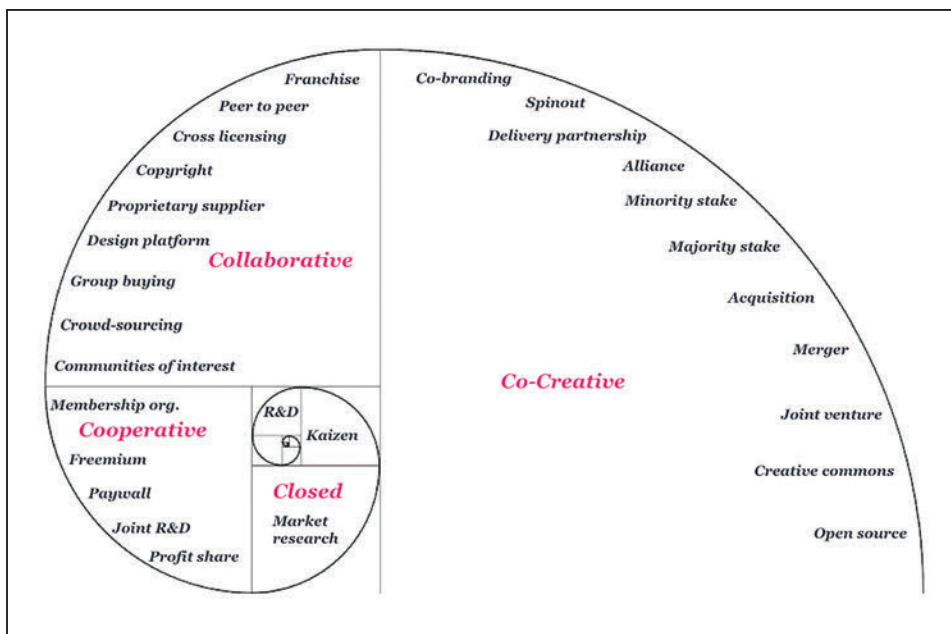 Franchise
Peer to peer
Cross licensing
Copyright
Proprietary supplier
Design platform
Collaborative
Group buying
Crowd-sourcing
Communities of interest
Co-branding
Spinout
Delivery partnership
Alliance
Minority stake
Majority stake
Acquisition
Merger
Co-Creative
Joint venture
Creative commons
Open source
Membership org.
Cooperative
Freemium
Paywall
Joint R&D
Profit share
R&D
Kaizen
Closed
Market
research